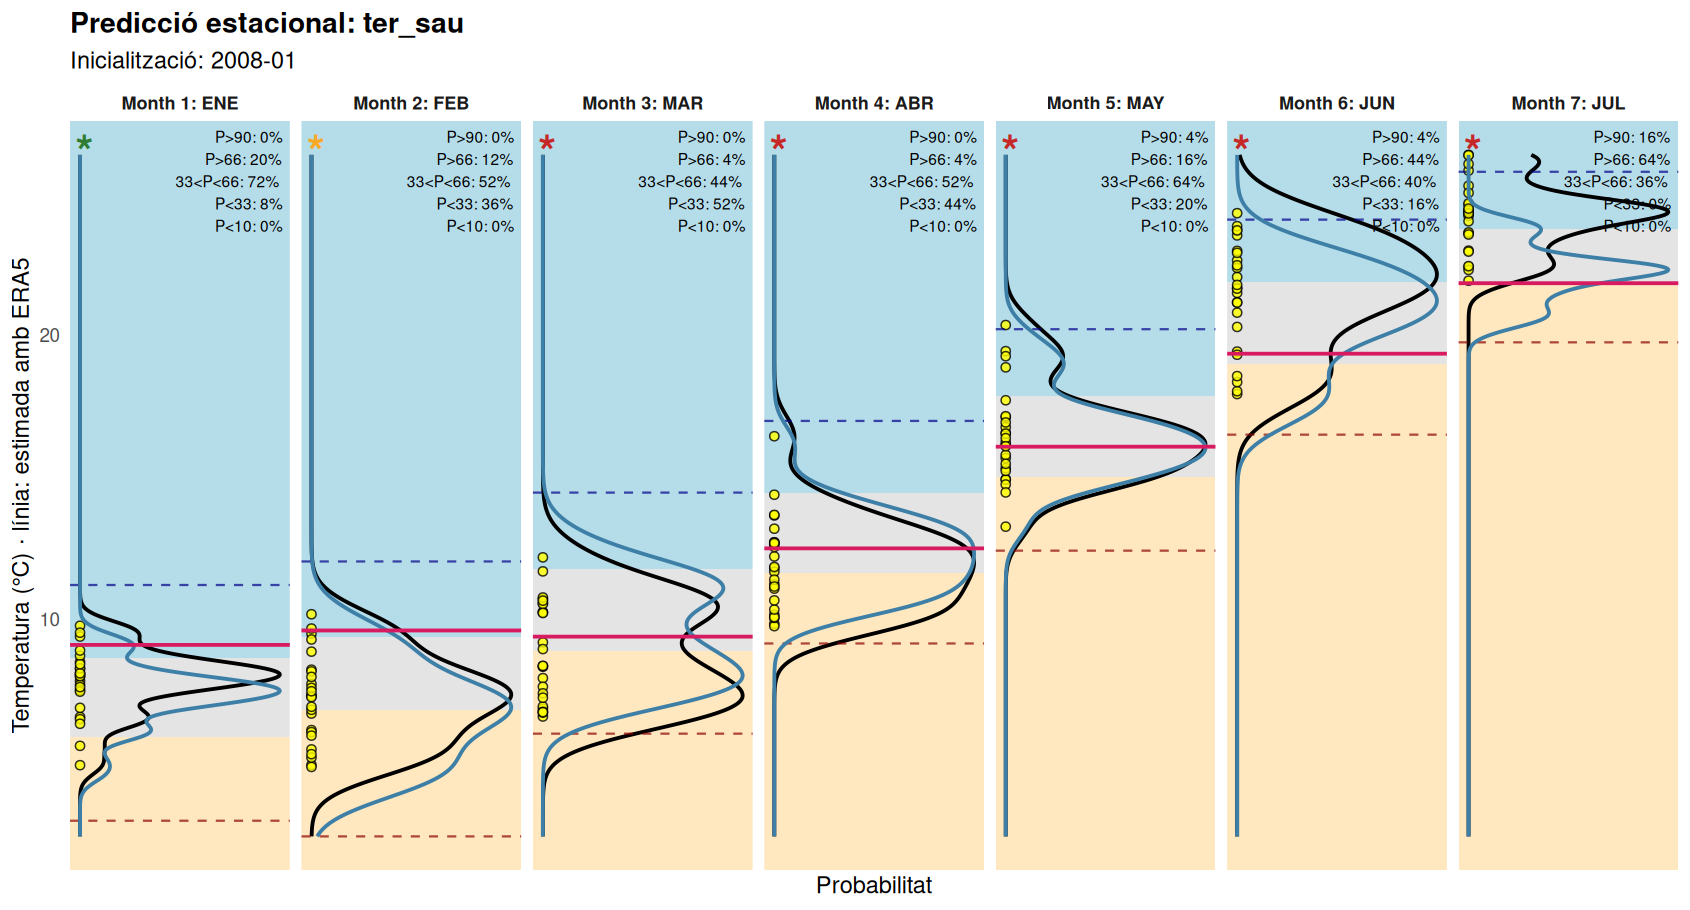 Predicció estacional: ter_sau
Inicialització: 2008-01
Month 1: ENE
Month 2: FEB
Month 3: MAR
Month 4: ABR
Month 5: MAY
Month 6: JUN
Month 7: JUL
P>90: 0%
P>66: 20%
33<P<66: 72%
P<33: 8%
P<10: 0%
P>90: 0%
P>66: 12%
33<P<66: 52%
P<33: 36%
P<10: 0%
P>90: 0%
P>66: 4%
33<P<66: 44%
P<33: 52%
P<10: 0%
P>90: 0%
P>66: 4%
33<P<66: 52%
P<33: 44%
P<10: 0%
P>90: 4%
P>66: 16%
33<P<66: 64%
P<33: 20%
P<10: 0%
P>90: 4%
P>66: 44%
33<P<66: 40%
P<33: 16%
P<10: 0%
P>90: 16%
P>66: 64%
33<P<66: 36%
P<33: 0%
P<10: 0%
Temperatura (°C) · línia: estimada amb ERA5
20
10
Probabilitat